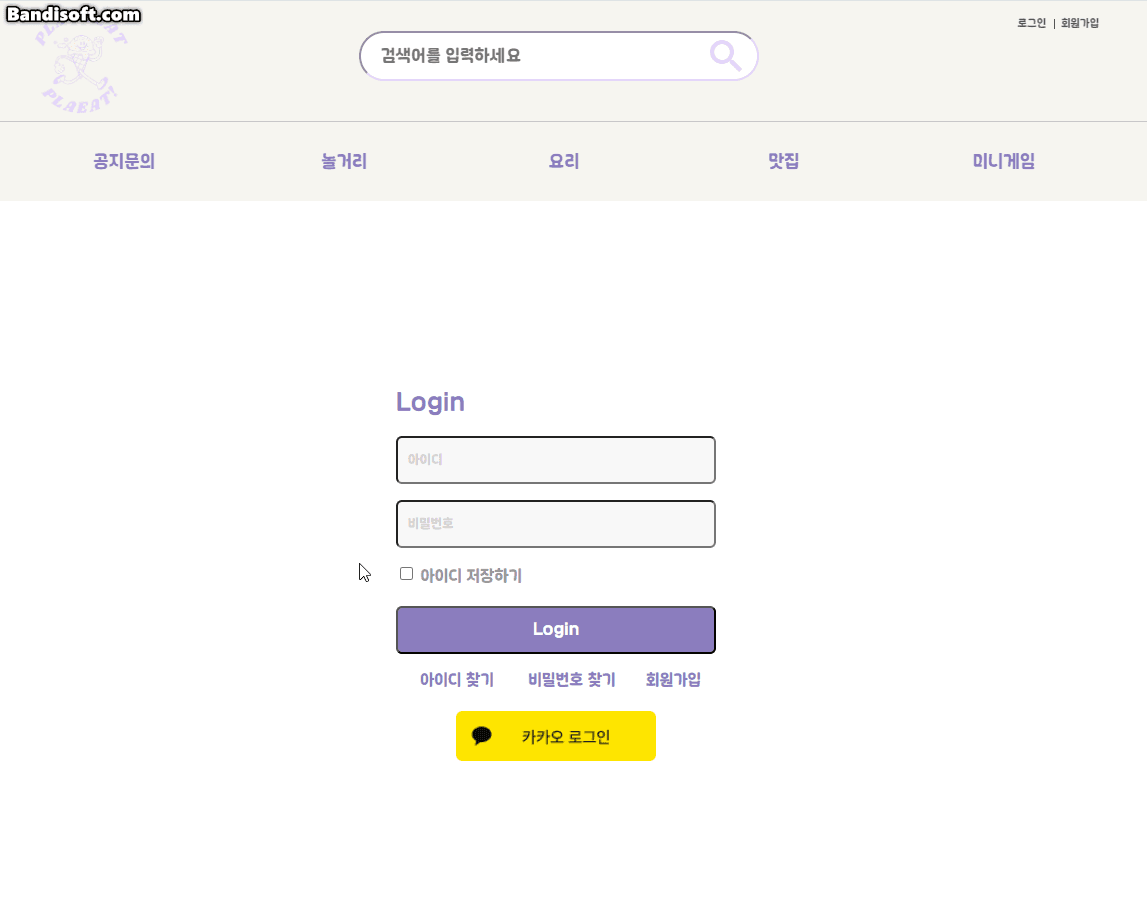 Bandisoft.com
로그인 | 회원가입
PLAEAT
검색어를 입력하세요
PLAEAT!
공지문의 놀거리 요리 맛집 미니게임
Login
아이디
비밀번호
아이디 저장하기
Login
아이디 찾기 비밀번호 찾기 회원가입
카카오 로그인